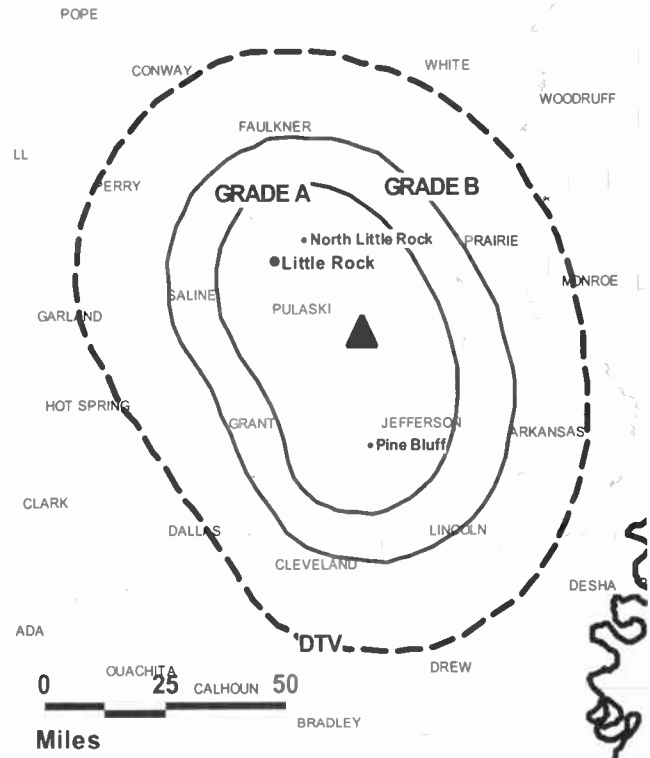 POPE
CONWAY
WHITE
WOODRUFF
FAULKNER
LL
PERRY
GRADE A
GRADE B
North Little Rock
PRAIRIE
Little Rock
MONROE
SALINE
PULASKI
GARLAND
HOT SPRING
GRANT
JEFFERSON
ARKANSAS
Pine Bluff
CLARK
DALLAS
LINCOLN
CLEVELAND
DESHA
ADA
DTV
DREW
OUACHITA
0 25 50
CALHOUN
BRADLEY
Miles